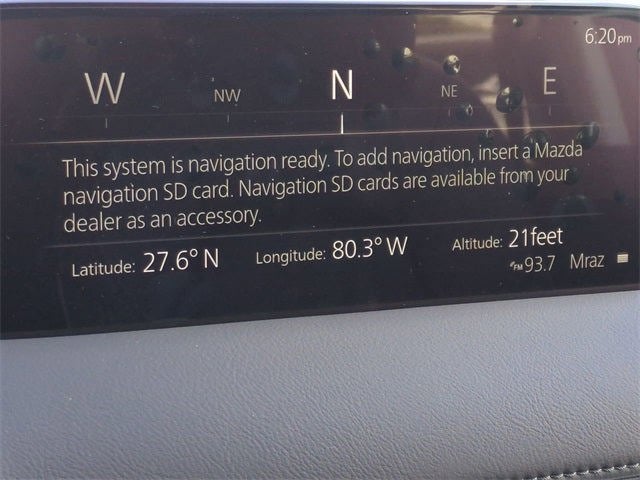 6:20pm
W NW N NE E
This system is navigation ready. To add navigation, insert a Mazda
navigation SD card. Navigation SD cards are available from your
dealer as an accessory.
Latitude: 27.6° N Longitude: 80.3° W Altitude: 21feet
FM 93.7 Mraz